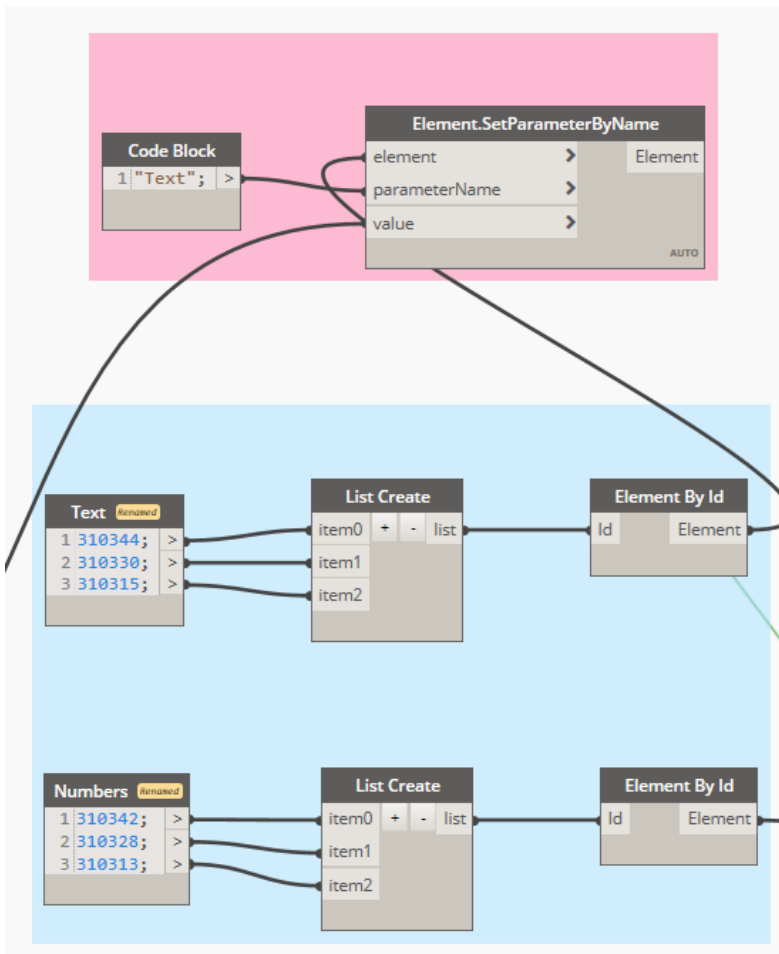 Element.SetParameterByName
Code Block
element > Element
1 "Text"; >
parameterName >
value >
AUTO
Text Renamed
List Create
Element By Id
1 310344; >
item0 + - list
Id Element
2 310330; >
item1
3 310315; >
item2
Numbers Renamed
List Create
Element By Id
1 310342; >
item0 + - list
Id Element
2 310328; >
item1
3 310313; >
item2